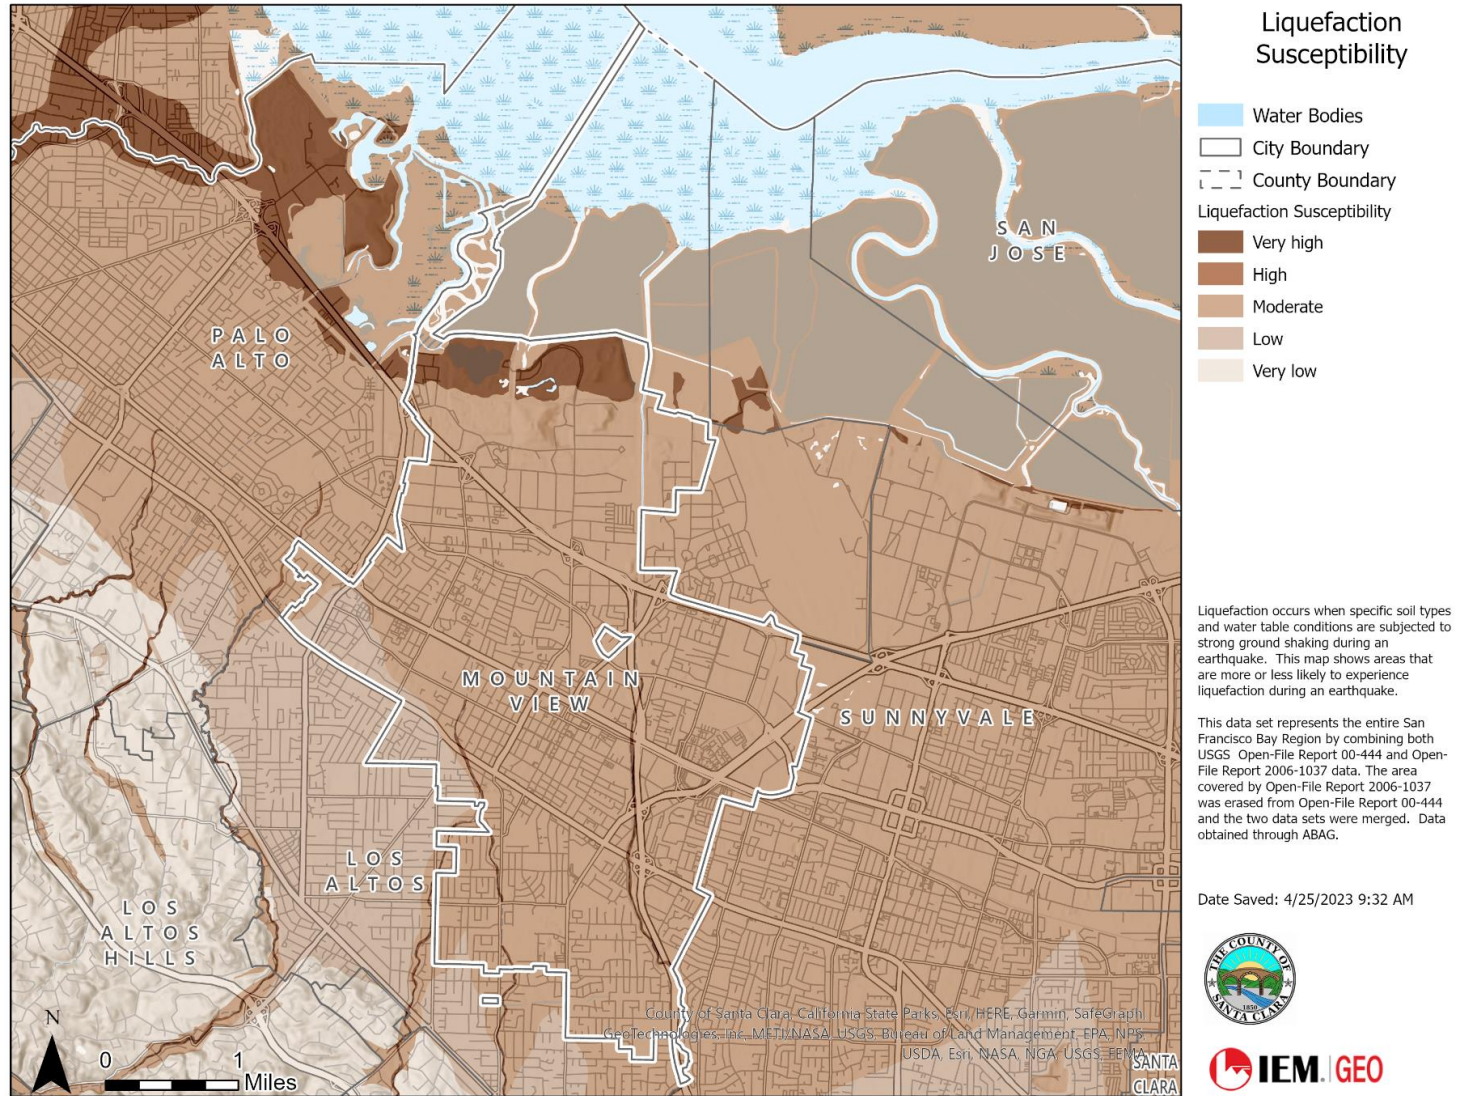 Liquefaction
Susceptibility
Water Bodies
City Boundary
County Boundary
Liquefaction Susceptibility
Very high
High
Moderate
Low
Very low
SAN
JOSE
PALO
ALTO
MOUNTAIN
VIEW
SUNNYVALE
LOS
ALTOS
LOS
ALTOS
HILLS
SANTA
CLARA
N
0 1
Miles
County of Santa Clara, California State Parks, Esri, HERE, Garmin, SafeGraph,
GeoTechnologies, Inc, METI/NASA, USGS, Bureau of Land Management, EPA, NPS,
USDA, Esri, NASA, NGA, USGS, FEMA
Liquefaction occurs when specific soil types
and water table conditions are subjected to
strong ground shaking during an
earthquake. This map shows areas that
are more or less likely to experience
liquefaction during an earthquake.
This data set represents the entire San
Francisco Bay Region by combining both
USGS Open-File Report 00-444 and Open-
File Report 2006-1037 data. The area
covered by Open-File Report 2006-1037
was erased from Open-File Report 00-444
and the two data sets were merged. Data
obtained through ABAG.
Date Saved: 4/25/2023 9:32 AM
THE COUNTY OF
SANTA CLARA
1850
IEM. GEO